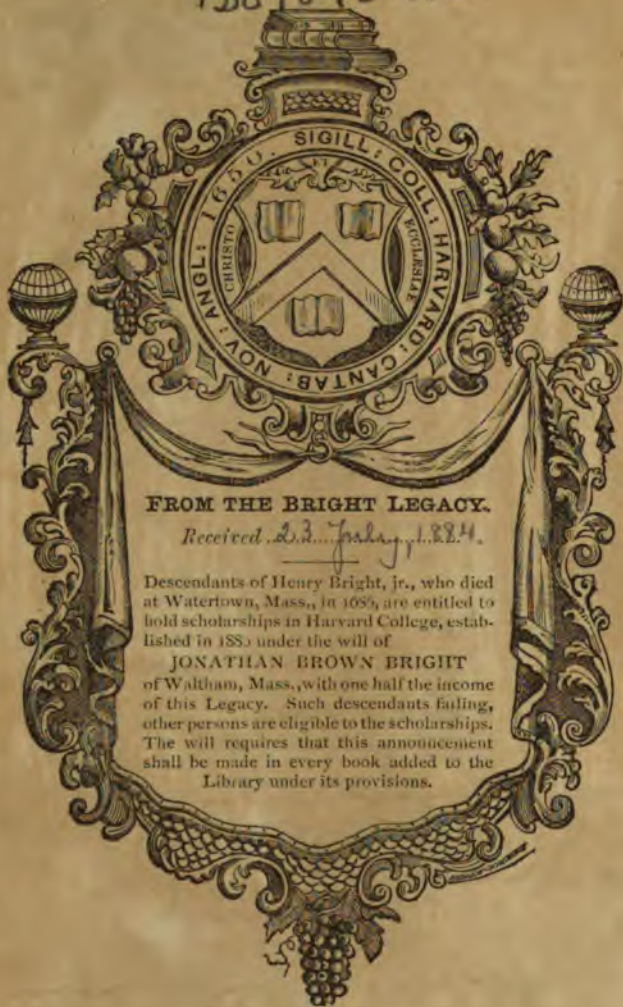 SIGILL: COLL: HARVARD: CANTAB: NOV: ANGL: 1650.
CHRISTO
ECCLESIAE
FROM THE BRIGHT LEGACY.
Received 23 July, 1884.
Descendants of Henry Bright, jr., who died
at Watertown, Mass., in 1686, are entitled to
hold scholarships in Harvard College, estab-
lished in 1880 under the will of
JONATHAN BROWN BRIGHT
of Waltham, Mass., with one half the income
of this Legacy. Such descendants failing,
other persons are eligible to the scholarships.
The will requires that this announcement
shall be made in every book added to the
Library under its provisions.